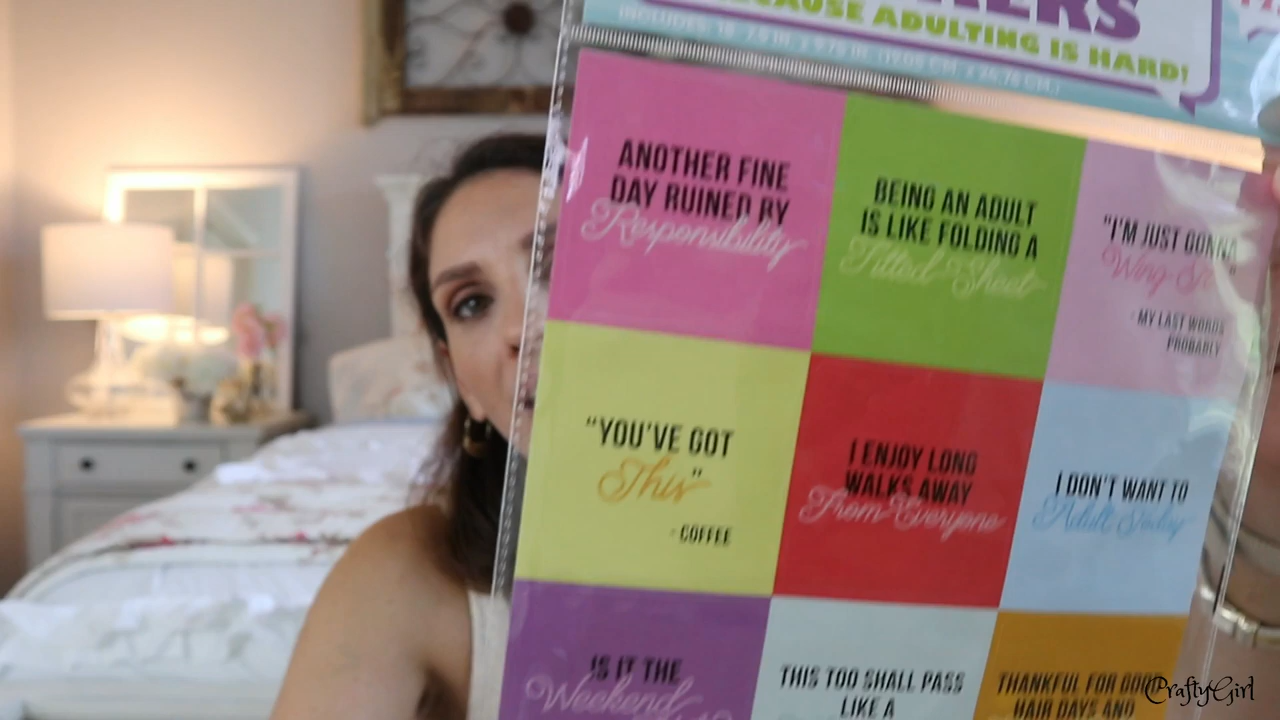 BECAUSE ADULTING IS HARD!
ANOTHER FINE
DAY RUINED BY
Responsibility
BEING AN ADULT
IS LIKE FOLDING A
Fitted Sheet
"I'M JUST GONNA
Wing It."
- MY LAST WORDS
PROBABLY
"YOU'VE GOT
This"
- COFFEE
I ENJOY LONG
WALKS AWAY
From Everyone
I DON'T WANT TO
Adult Today
IS IT THE
Weekend
THIS TOO SHALL PASS
LIKE A
THANKFUL FOR GOOD
HAIR DAYS AND
CraftyGirl